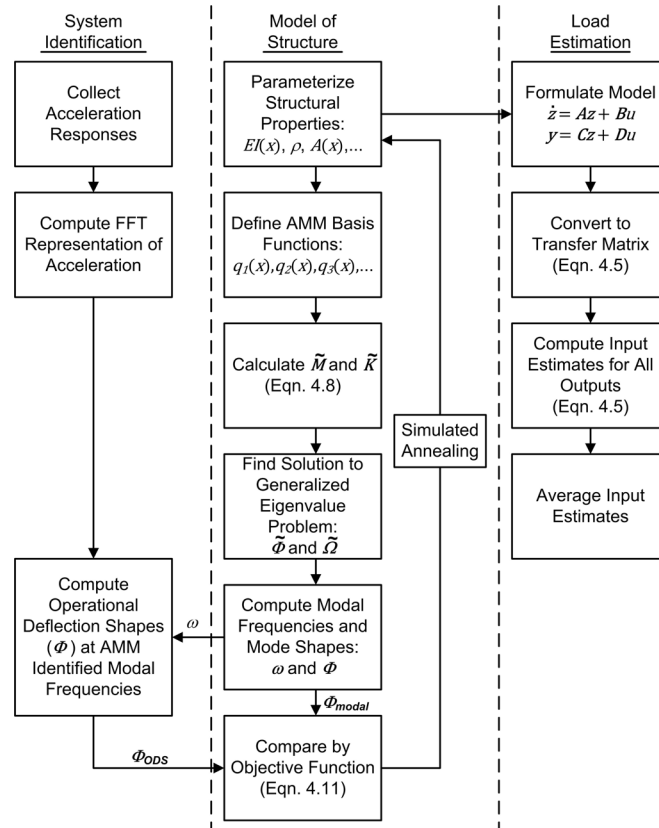 System
Identification
Collect
Acceleration
Responses
Compute FFT
Representation of
Acceleration
Compute
Operational
Deflection Shapes
(Φ) at AMM
Identified Modal
Frequencies
Model of
Structure
Parameterize
Structural
Properties:
EI(x), ρ, A(x),...
Define AMM Basis
Functions:
q₁(x),q₂(x),q₃(x),...
Calculate M̃ and K̃
(Eqn. 4.8)
Find Solution to
Generalized
Eigenvalue
Problem:
Φ̃ and Ω̃
Compute Modal
Frequencies and
Mode Shapes:
ω and Φ
ω
Φmodal
ΦODS
Compare by
Objective Function
(Eqn. 4.11)
Simulated
Annealing
Load
Estimation
Formulate Model
ż = Az + Bu
y = Cz + Du
Convert to
Transfer Matrix
(Eqn. 4.5)
Compute Input
Estimates for All
Outputs
(Eqn. 4.5)
Average Input
Estimates